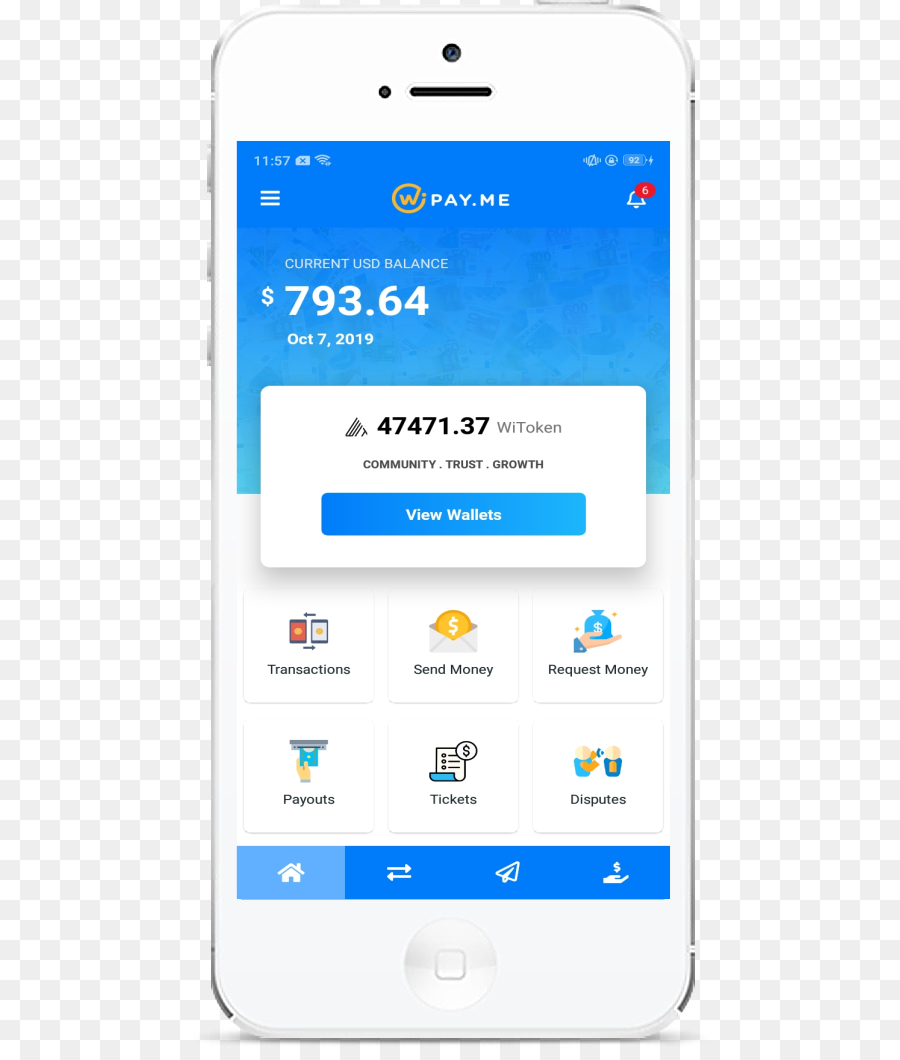 11:57 92
WiPAY.ME 6
CURRENT USD BALANCE
$ 793.64
Oct 7, 2019
47471.37 WiToken
COMMUNITY . TRUST . GROWTH
View Wallets
Transactions Send Money Request Money
Payouts Tickets Disputes